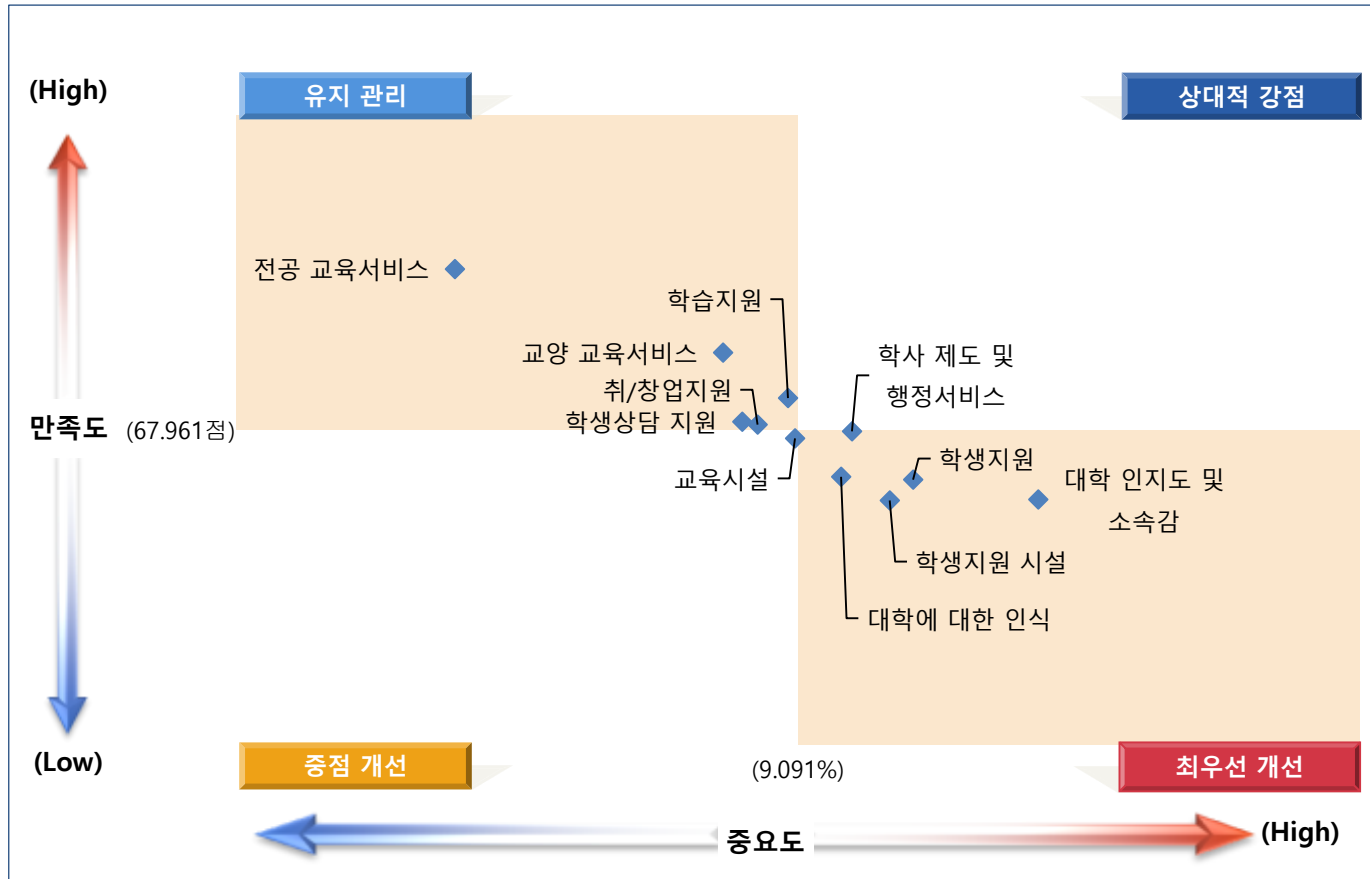 (High)
유지 관리
상대적 강점
전공 교육서비스
학습지원
교양 교육서비스
학사 제도 및
행정서비스
취/창업지원
학생상담 지원
만족도 (67.961점)
교육시설
학생지원
대학 인지도 및
소속감
학생지원 시설
대학에 대한 인식
(Low)
중점 개선
(9.091%)
최우선 개선
중요도
(High)